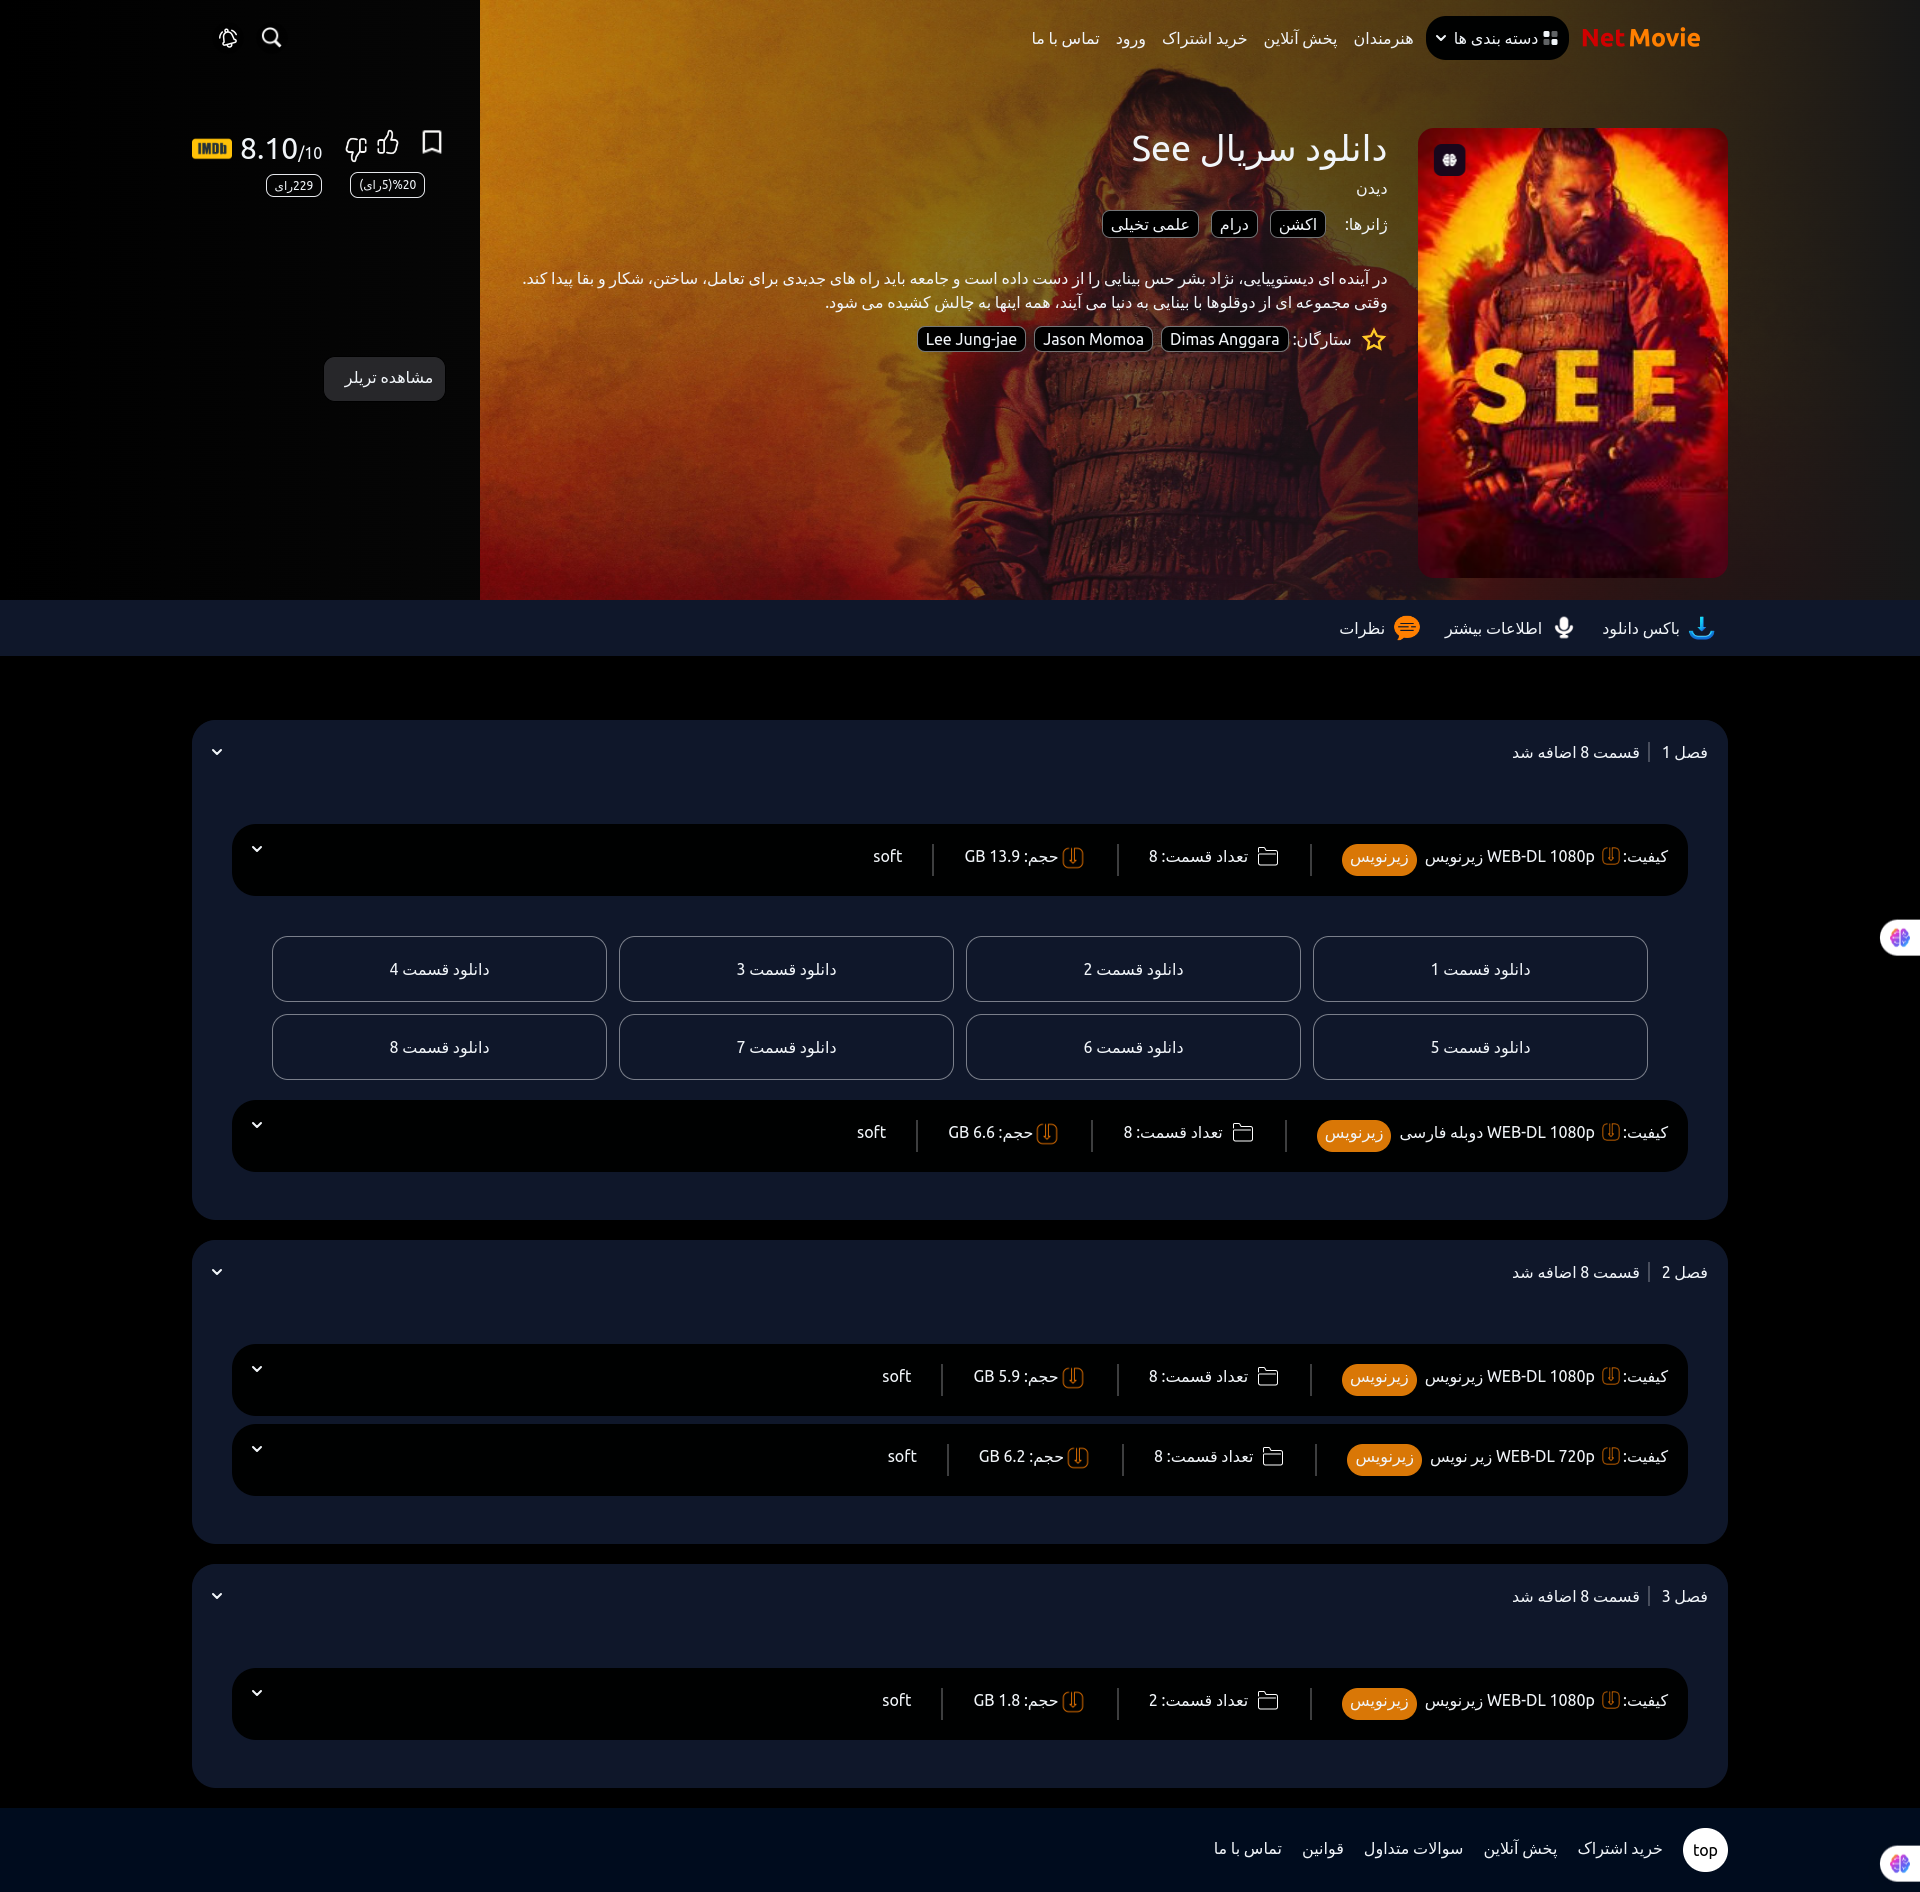 Net Movie
دسته بندی ها
هنرمندان
پخش آنلاین
خرید اشتراک
ورود
تماس با ما
دانلود سریال See
دیدن
ژانرها: اکشن درام علمی تخیلی
در آینده ای دیستوپیایی، نژاد بشر حس بینایی را از دست داده است و جامعه باید راه های جدیدی برای تعامل، ساختن، شکار و بقا پیدا کند.
وقتی مجموعه ای از دوقلوها با بینایی به دنیا می آیند، همه اینها به چالش کشیده می شود.
ستارگان: Dimas Anggara Jason Momoa Lee Jung-jae
SEE
8.10/10 IMDb
%20(5رای)
229رای
مشاهده تریلر
باکس دانلود
اطلاعات بیشتر
نظرات
فصل 1 قسمت 8 اضافه شد
کیفیت: WEB-DL 1080p زیرنویس زیرنویس تعداد قسمت: 8 حجم: 13.9 GB soft
دانلود قسمت 1
دانلود قسمت 2
دانلود قسمت 3
دانلود قسمت 4
دانلود قسمت 5
دانلود قسمت 6
دانلود قسمت 7
دانلود قسمت 8
کیفیت: WEB-DL 1080p دوبله فارسی زیرنویس تعداد قسمت: 8 حجم: 6.6 GB soft
فصل 2 قسمت 8 اضافه شد
کیفیت: WEB-DL 1080p زیرنویس زیرنویس تعداد قسمت: 8 حجم: 5.9 GB soft
کیفیت: WEB-DL 720p زیر نویس زیرنویس تعداد قسمت: 8 حجم: 6.2 GB soft
فصل 3 قسمت 8 اضافه شد
کیفیت: WEB-DL 1080p زیرنویس زیرنویس تعداد قسمت: 2 حجم: 1.8 GB soft
top
خرید اشتراک
پخش آنلاین
سوالات متداول
قوانین
تماس با ما